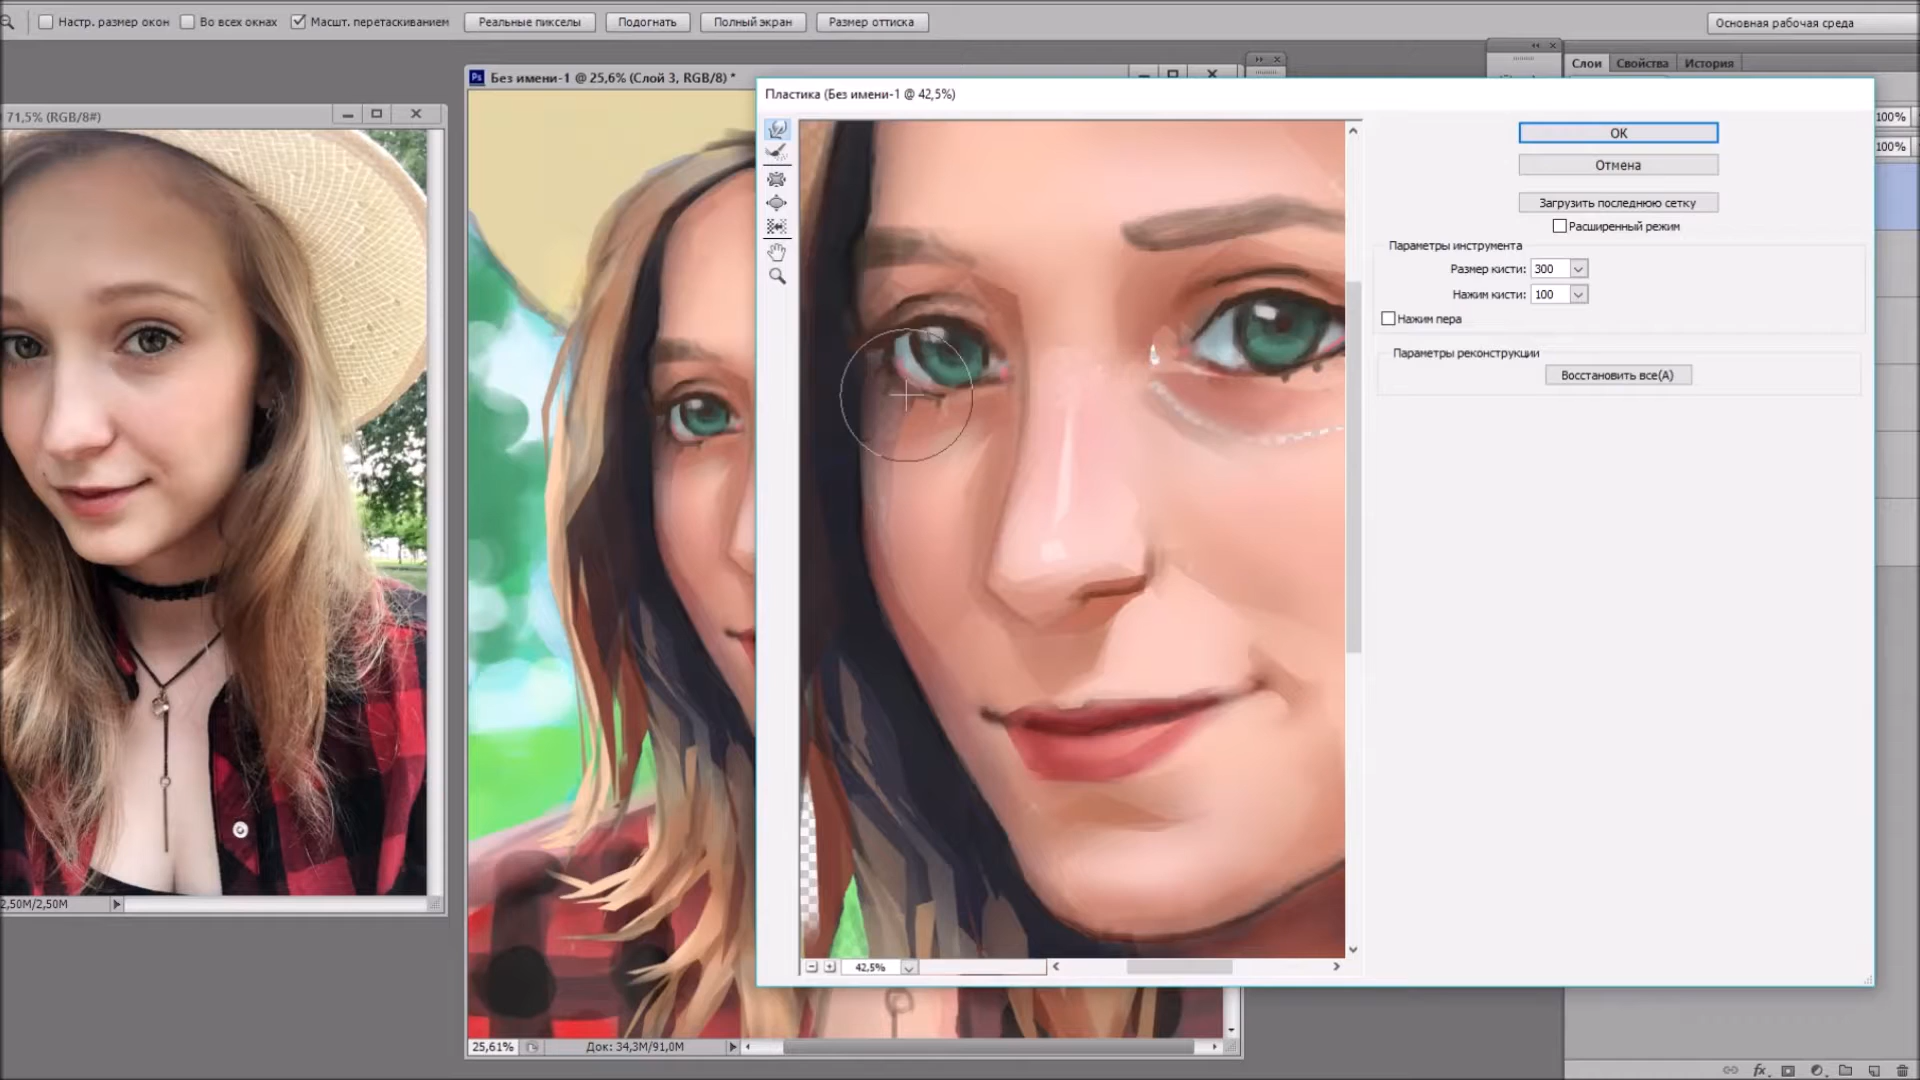 Настр. размер окон
Во всех окнах
Масшт. перетаскиванием
Реальные пикселы
Подогнать
Полный экран
Размер оттиска
Основная рабочая среда
Ps Без имени-1 @ 25,6% (Слой 3, RGB/8) *
Слои
Свойства
История
71,5% (RGB/8#)
Пластика (Без имени-1 @ 42,5%)
100%
100%
OK
Отмена
Загрузить последнюю сетку
Расширенный режим
Параметры инструмента
Размер кисти: 300
Нажим кисти: 100
Нажим пера
Параметры реконструкции
Восстановить все(A)
2,50M/2,50M
42,5%
25,61%
Док: 34,3M/91,0M
fx